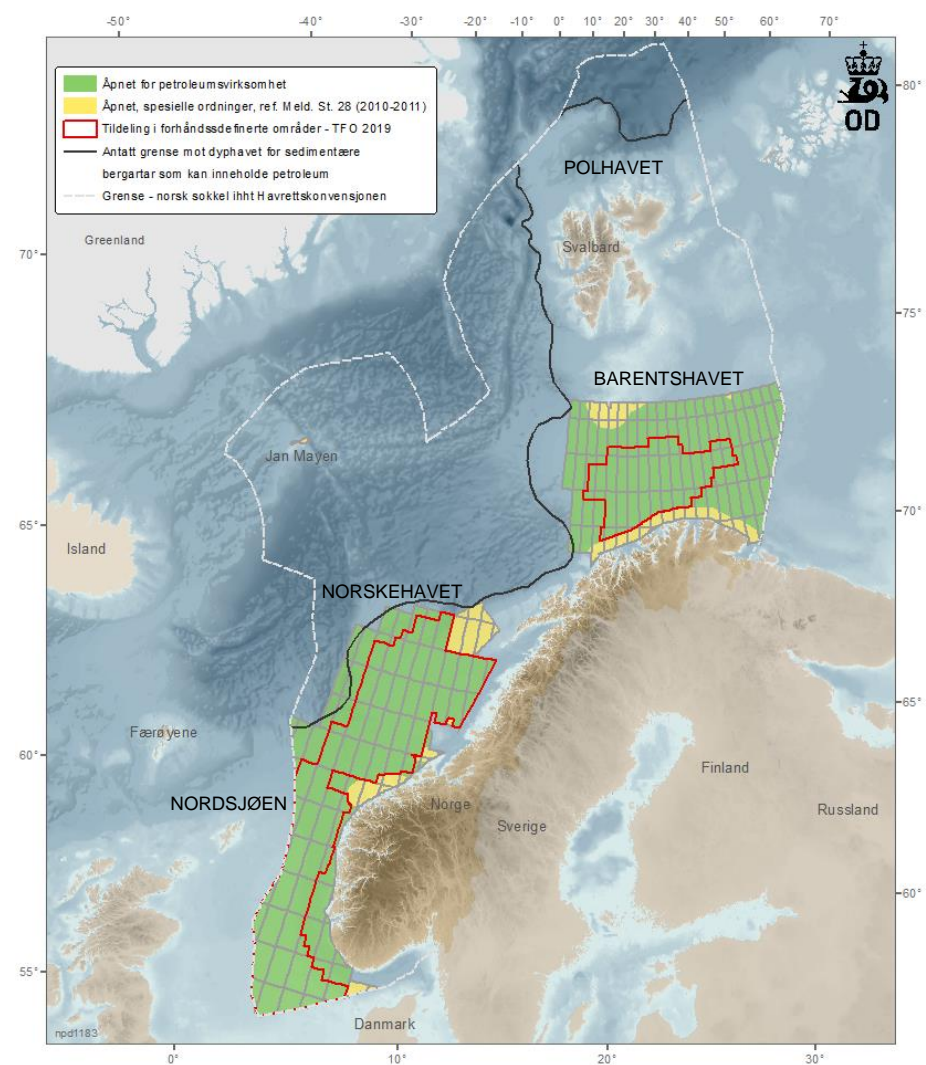 -50° -40° -30° -20° -10° 0° 10° 20° 30° 40° 50° 60° 70°
Åpnet for petroleumsvirksomhet
Åpnet, spesielle ordninger, ref. Meld. St. 28 (2010-2011)
Tildeling i forhåndssdefinerte områder - TFO 2019
Antatt grense mot dyphavet for sedimentære
bergartar som kan inneholde petroleum
Grense - norsk sokkel ihht Havrettskonvensjonen
80°
OD
POLHAVET
Greenland
Svalbard
70°
75°
BARENTSHAVET
Jan Mayen
70°
65°
Island
NORSKEHAVET
65°
Færøyene
60°
Finland
NORDSJØEN
Norge
Russland
Sverige
60°
55°
Danmark
npd1183
0° 10° 20° 30°